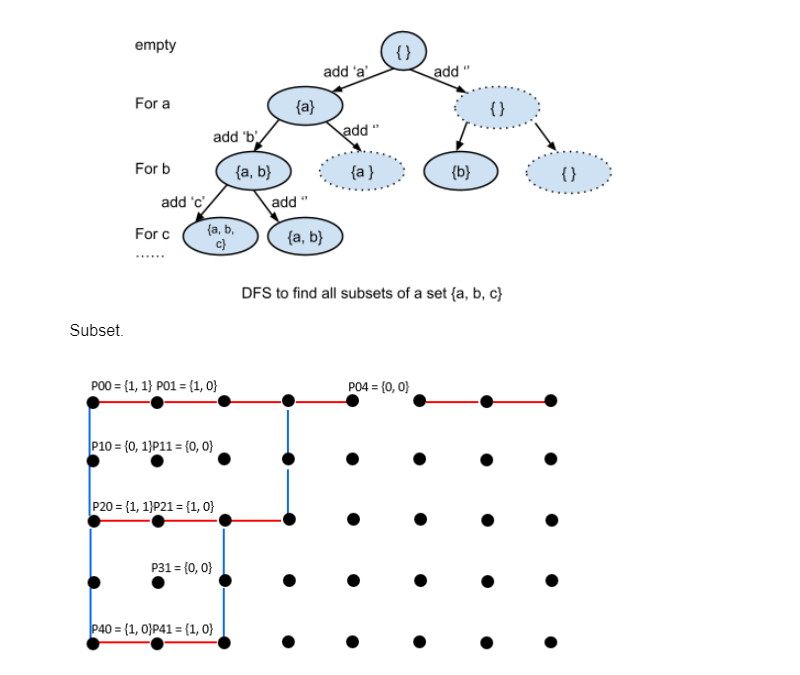 empty
{ }
add 'a'
add ''
For a
{a}
{ }
add 'b'
add ''
For b
{a, b}
{a }
{b}
{ }
add 'c'
add ''
For c
{a, b,
c}
{a, b}
......
DFS to find all subsets of a set {a, b, c}
Subset.
P00 = {1, 1} P01 = {1, 0}
P04 = {0, 0}
P10 = {0, 1}P11 = {0, 0}
P20 = {1, 1}P21 = {1, 0}
P31 = {0, 0}
P40 = {1, 0}P41 = {1, 0}